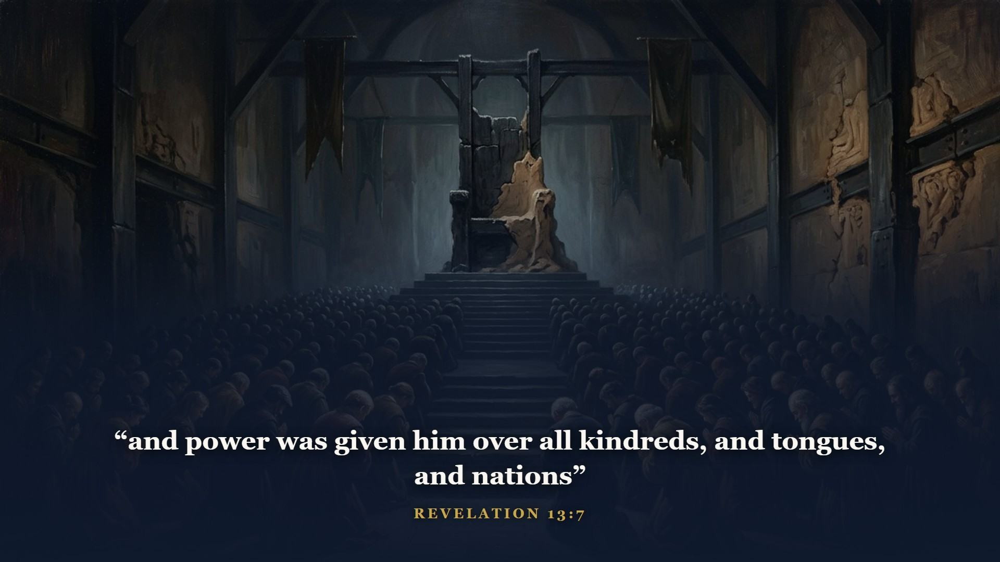 “and power was given him over all kindreds, and tongues,
and nations”
REVELATION 13:7